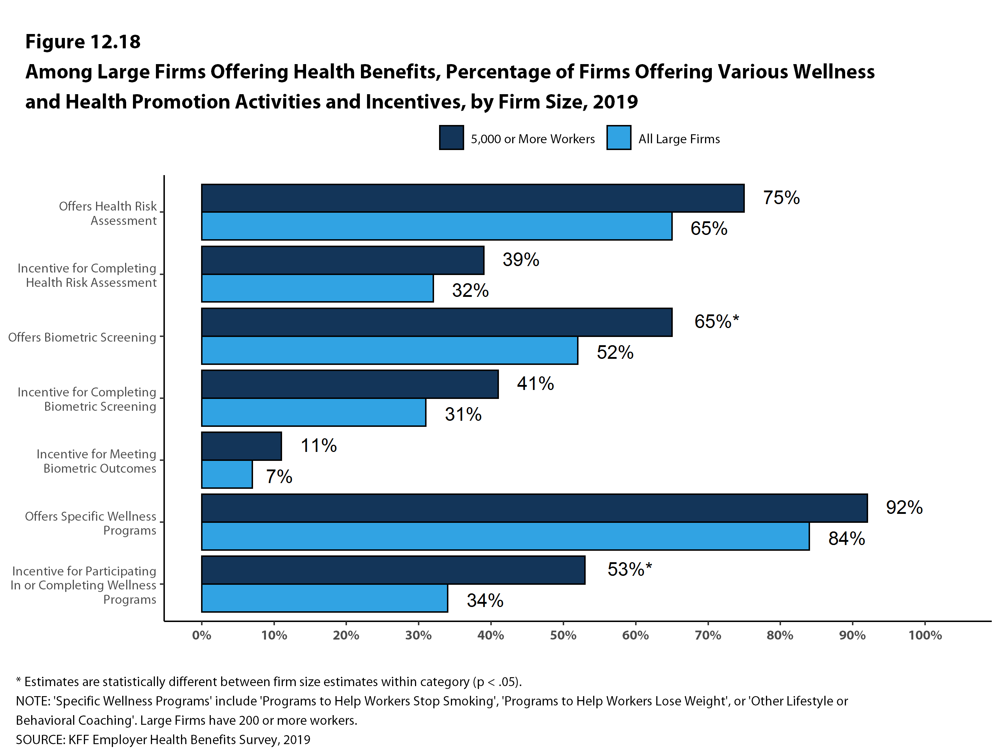 Figure 12.18
Among Large Firms Offering Health Benefits, Percentage of Firms Offering Various Wellness
and Health Promotion Activities and Incentives, by Firm Size, 2019
5,000 or More Workers
All Large Firms
Offers Health Risk
Assessment
75%
65%
Incentive for Completing
Health Risk Assessment
39%
32%
Offers Biometric Screening
65%*
52%
Incentive for Completing
Biometric Screening
41%
31%
Incentive for Meeting
Biometric Outcomes
11%
7%
Offers Specific Wellness
Programs
92%
84%
Incentive for Participating
In or Completing Wellness
Programs
53%*
34%
0% 10% 20% 30% 40% 50% 60% 70% 80% 90% 100%
* Estimates are statistically different between firm size estimates within category (p < .05).
NOTE: 'Specific Wellness Programs' include 'Programs to Help Workers Stop Smoking', 'Programs to Help Workers Lose Weight', or 'Other Lifestyle or
Behavioral Coaching'. Large Firms have 200 or more workers.
SOURCE: KFF Employer Health Benefits Survey, 2019